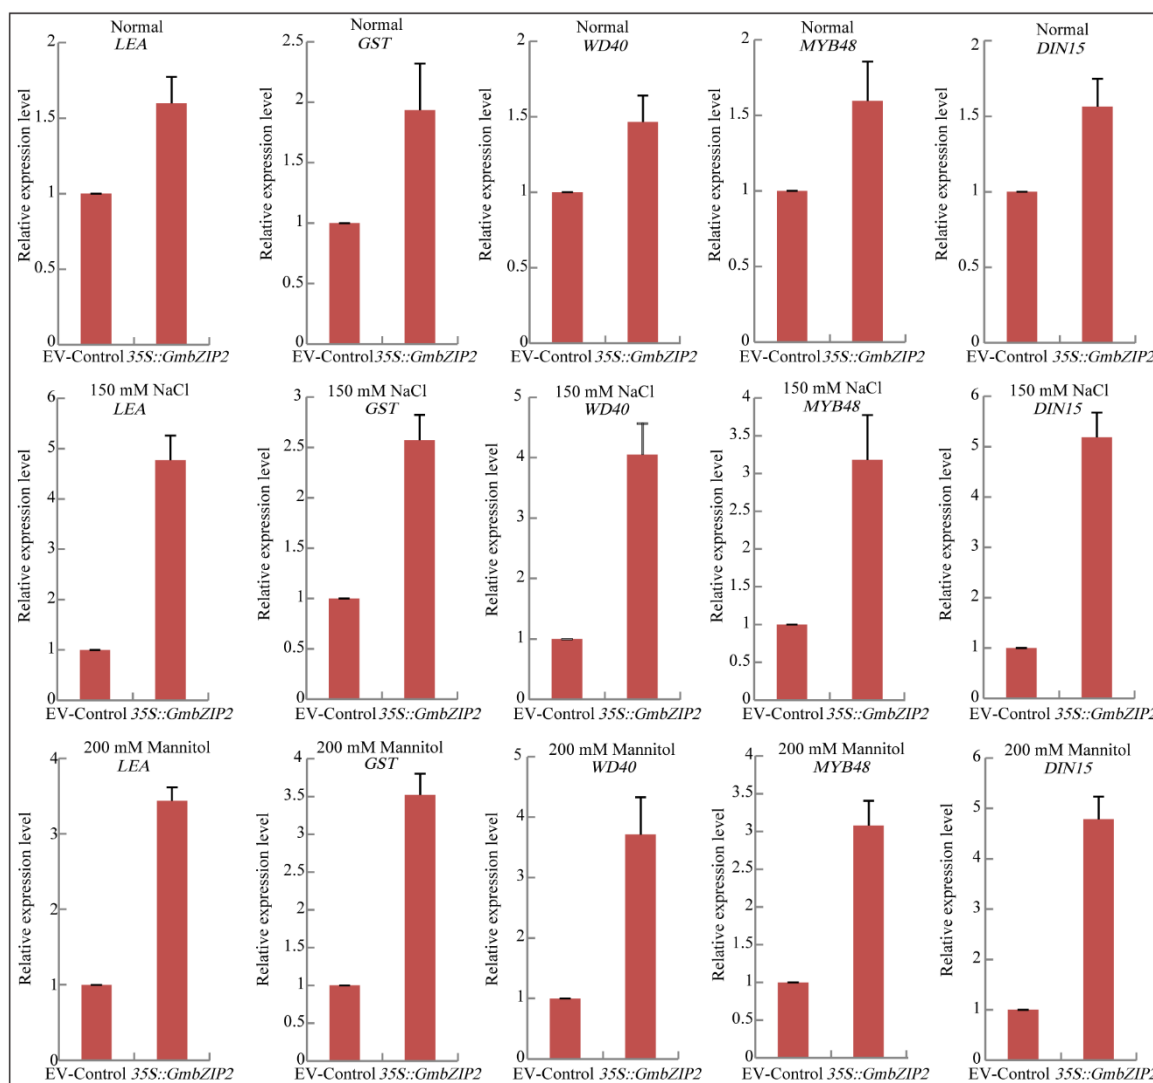 Normal
LEA
Relative expression level
2
1.5
1
0.5
0
EV-Control 35S::GmbZIP2
Normal
GST
Relative expression level
2.5
2
1.5
1
0.5
0
EV-Control 35S::GmbZIP2
Normal
WD40
Relative expression level
2
1.5
1
0.5
0
EV-Control 35S::GmbZIP2
Normal
MYB48
Relative expression level
2
1.5
1
0.5
0
EV-Control 35S::GmbZIP2
Normal
DIN15
Relative expression level
2
1.5
1
0.5
0
EV-Control 35S::GmbZIP2
150 mM NaCl
LEA
Relative expression level
6
5
4
3
2
1
0
EV-Control 35S::GmbZIP2
150 mM NaCl
GST
Relative expression level
3
2.5
2
1.5
1
0.5
0
EV-Control 35S::GmbZIP2
150 mM NaCl
WD40
Relative expression level
5
4
3
2
1
0
EV-Control 35S::GmbZIP2
150 mM NaCl
MYB48
Relative expression level
4
3.5
3
2.5
2
1.5
1
0.5
0
EV-Control 35S::GmbZIP2
150 mM NaCl
DIN15
Relative expression level
6
5
4
3
2
1
0
EV-Control 35S::GmbZIP2
200 mM Mannitol
LEA
Relative expression level
4
3
2
1
0
EV-Control 35S::GmbZIP2
200 mM Mannitol
GST
Relative expression level
4
3.5
3
2.5
2
1.5
1
0.5
0
EV-Control 35S::GmbZIP2
200 mM Mannitol
WD40
Relative expression level
5
4
3
2
1
0
EV-Control 35S::GmbZIP2
200 mM Mannitol
MYB48
Relative expression level
4
3.5
3
2.5
2
1.5
1
0.5
0
EV-Control 35S::GmbZIP2
200 mM Mannitol
DIN15
Relative expression level
6
5
4
3
2
1
0
EV-Control 35S::GmbZIP2